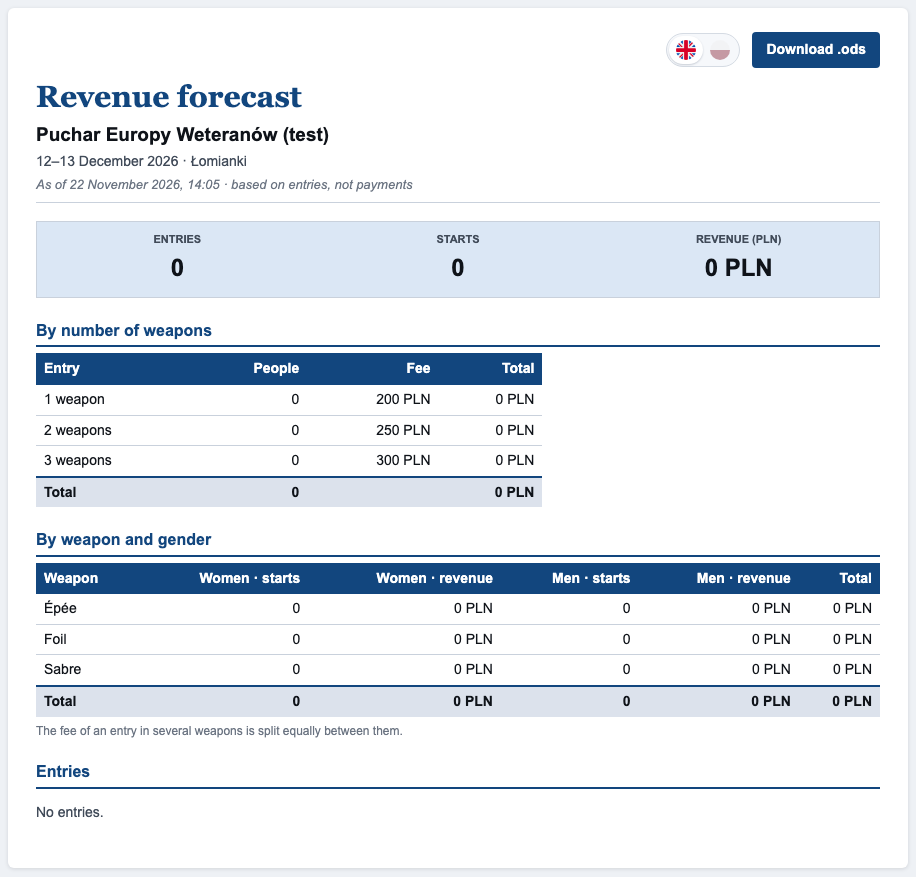 Download .ods
Revenue forecast
Puchar Europy Weteranów (test)
12–13 December 2026 · Łomianki
As of 22 November 2026, 14:05 · based on entries, not payments
ENTRIES STARTS REVENUE (PLN)
0 0 0 PLN
By number of weapons
Entry People Fee Total
1 weapon 0 200 PLN 0 PLN
2 weapons 0 250 PLN 0 PLN
3 weapons 0 300 PLN 0 PLN
Total 0 0 PLN
By weapon and gender
Weapon Women · starts Women · revenue Men · starts Men · revenue Total
Épée 0 0 PLN 0 0 PLN 0 PLN
Foil 0 0 PLN 0 0 PLN 0 PLN
Sabre 0 0 PLN 0 0 PLN 0 PLN
Total 0 0 PLN 0 0 PLN 0 PLN
The fee of an entry in several weapons is split equally between them.
Entries
No entries.